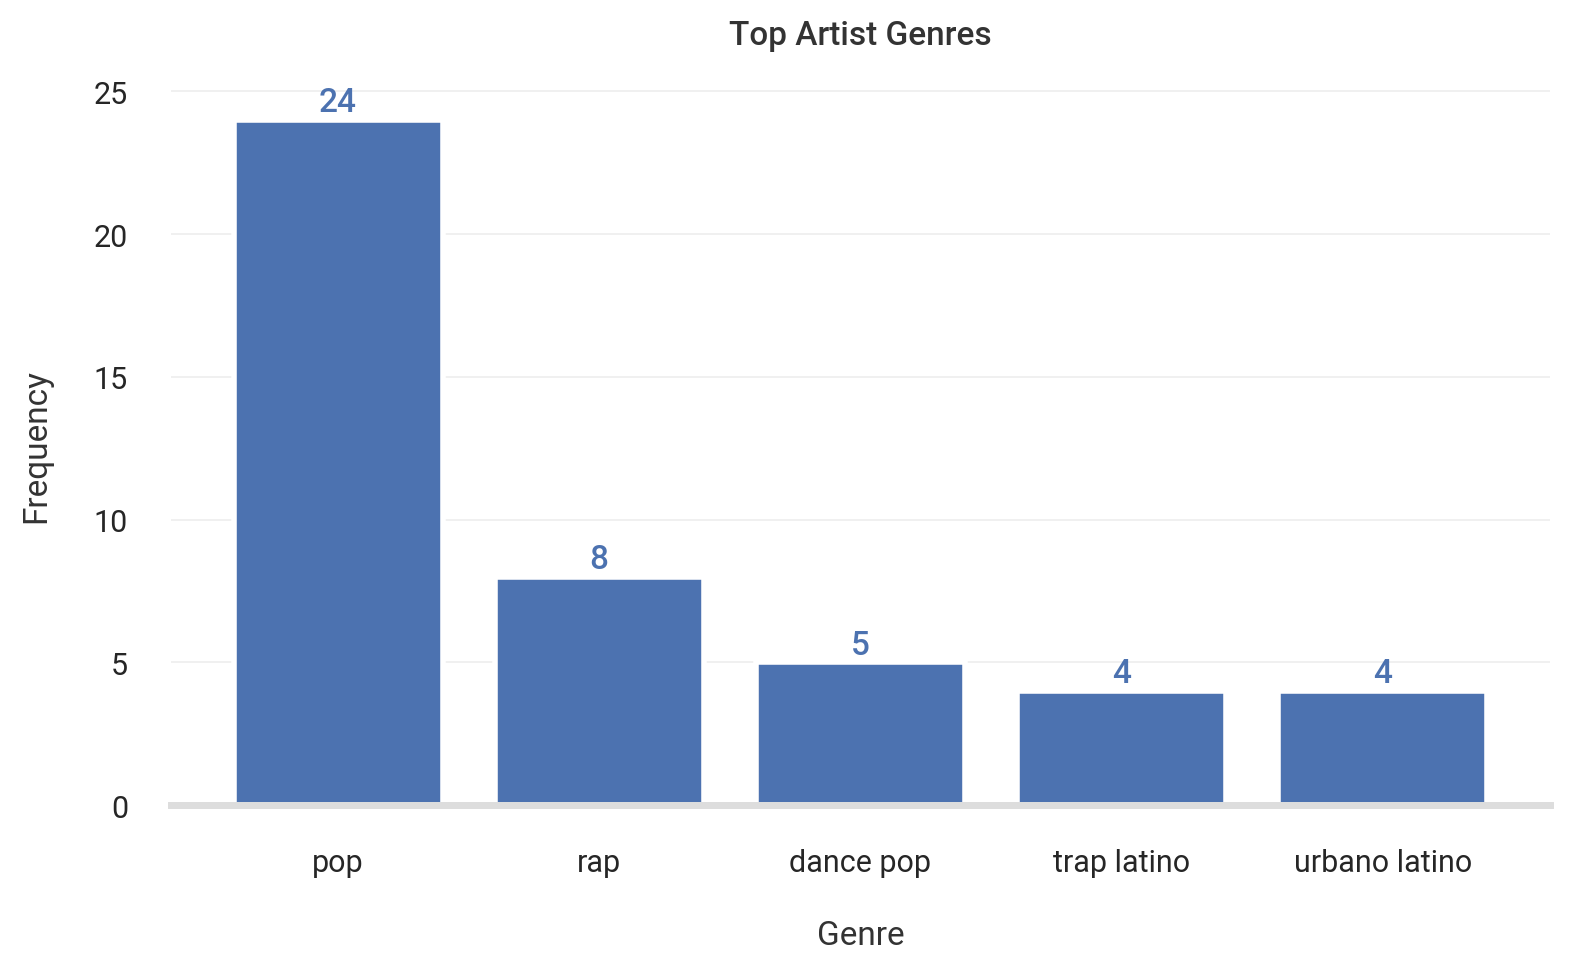 Top Artist Genres
25
20
15
10
5
0
Frequency
24
8
5
4
4
pop
rap
dance pop
trap latino
urbano latino
Genre